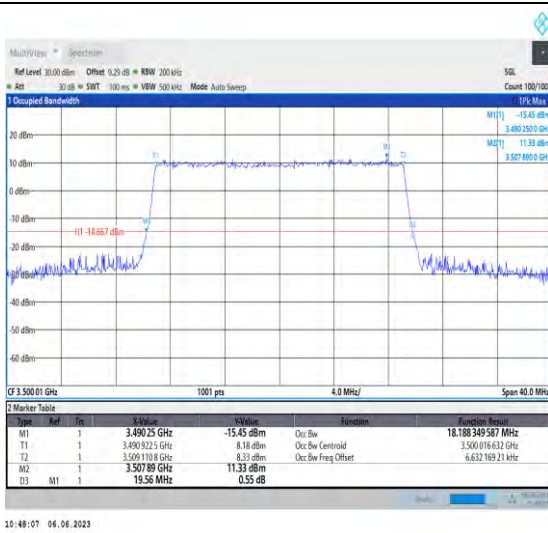 MultiView Spectrum
Ref Level 30.00 dBm Offset 9.29 dB RBW 200 kHz SGL
Att 30 dB SWT 100 ms VBW 500 kHz Mode Auto Sweep Count 100/100
1 Occupied Bandwidth 1Pk Max
M1[1] -15.45 dBm
3.490 2500 GHz
M2[1] 11.33 dBm
3.507 8900 GHz
20 dBm
T1 M2 T2
10 dBm
0 dBm
-10 dBm
M1
H1 -14.667 dBm
-20 dBm
-40 dBm
-50 dBm
-60 dBm
CF 3.500 01 GHz 1001 pts 4.0 MHz/ Span 40.0 MHz
2 Marker Table
Type Ref Trc X-Value Y-Value Function Function Result
M1 1 3.490 25 GHz -15.45 dBm Occ Bw 18.188 349 587 MHz
T1 1 3.490 922 5 GHz 8.18 dBm Occ Bw Centroid 3.500 016 632 GHz
T2 1 3.509 110 8 GHz 8.33 dBm Occ Bw Freq Offset 6.632 169 21 kHz
M2 1 3.507 89 GHz 11.33 dBm
D3 M1 1 19.56 MHz 0.55 dB
10:48:07 06.06.2023